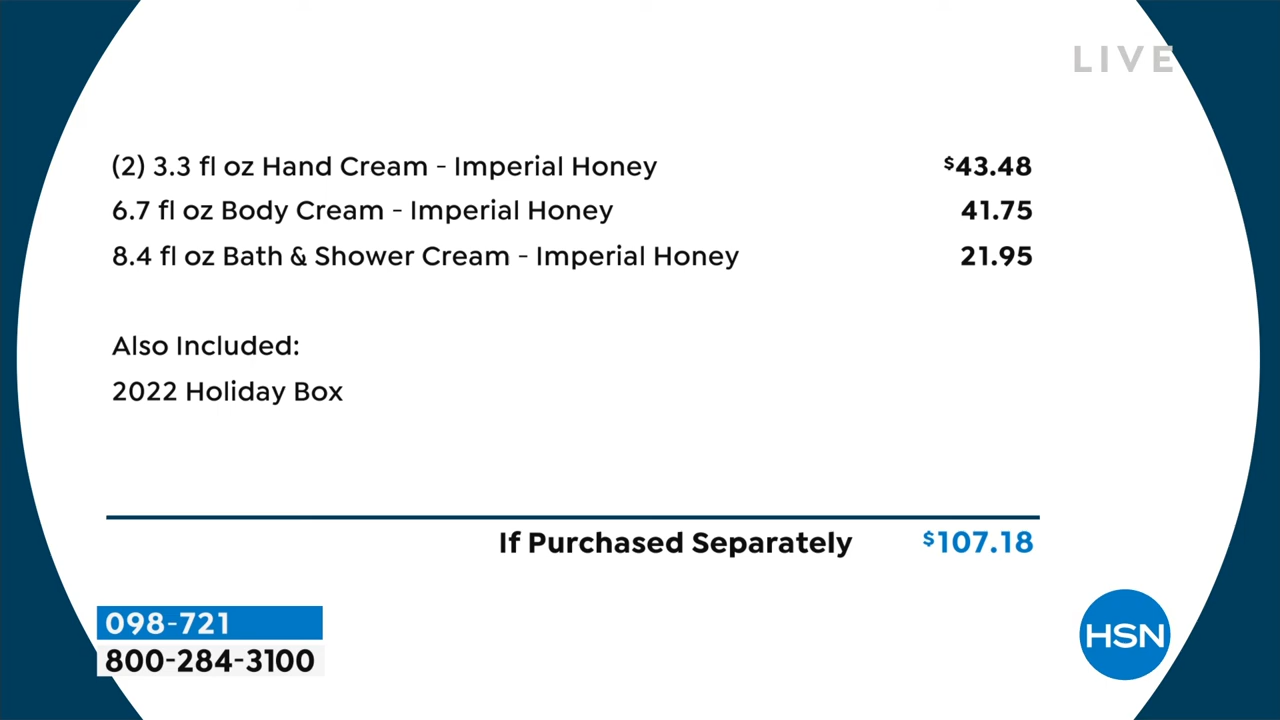 LIVE
(2) 3.3 fl oz Hand Cream - Imperial Honey $43.48
6.7 fl oz Body Cream - Imperial Honey 41.75
8.4 fl oz Bath & Shower Cream - Imperial Honey 21.95
Also Included:
2022 Holiday Box
If Purchased Separately $107.18
098-721
800-284-3100
HSN